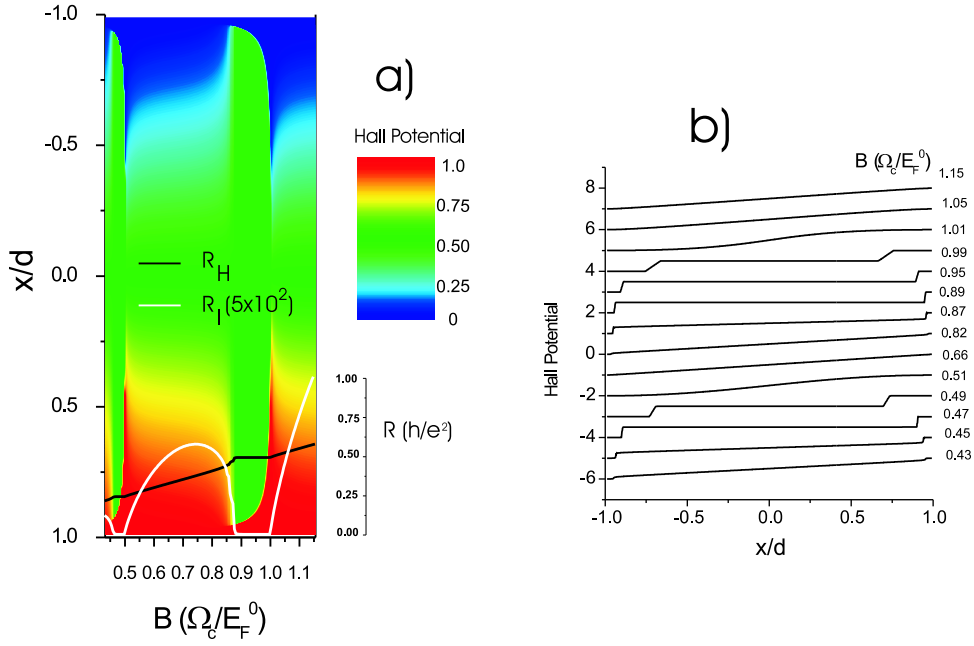 a)
-1.0
-0.5
0.0
0.5
1.0
x/d
R_H
R_I(5x10^2)
0.5 0.6 0.7 0.8 0.9 1.0 1.1
B (Ω_c/E_F^0)
Hall Potential
1.0
0.75
0.50
0.25
0
1.00
0.75
0.50
0.25
0.00
R (h/e²)
b)
B (Ω_c/E_F^0)
1.15
1.05
1.01
0.99
0.95
0.89
0.87
0.82
0.66
0.51
0.49
0.47
0.45
0.43
Hall Potential
8
6
4
2
0
-2
-4
-6
-1.0 -0.5 0.0 0.5 1.0
x/d